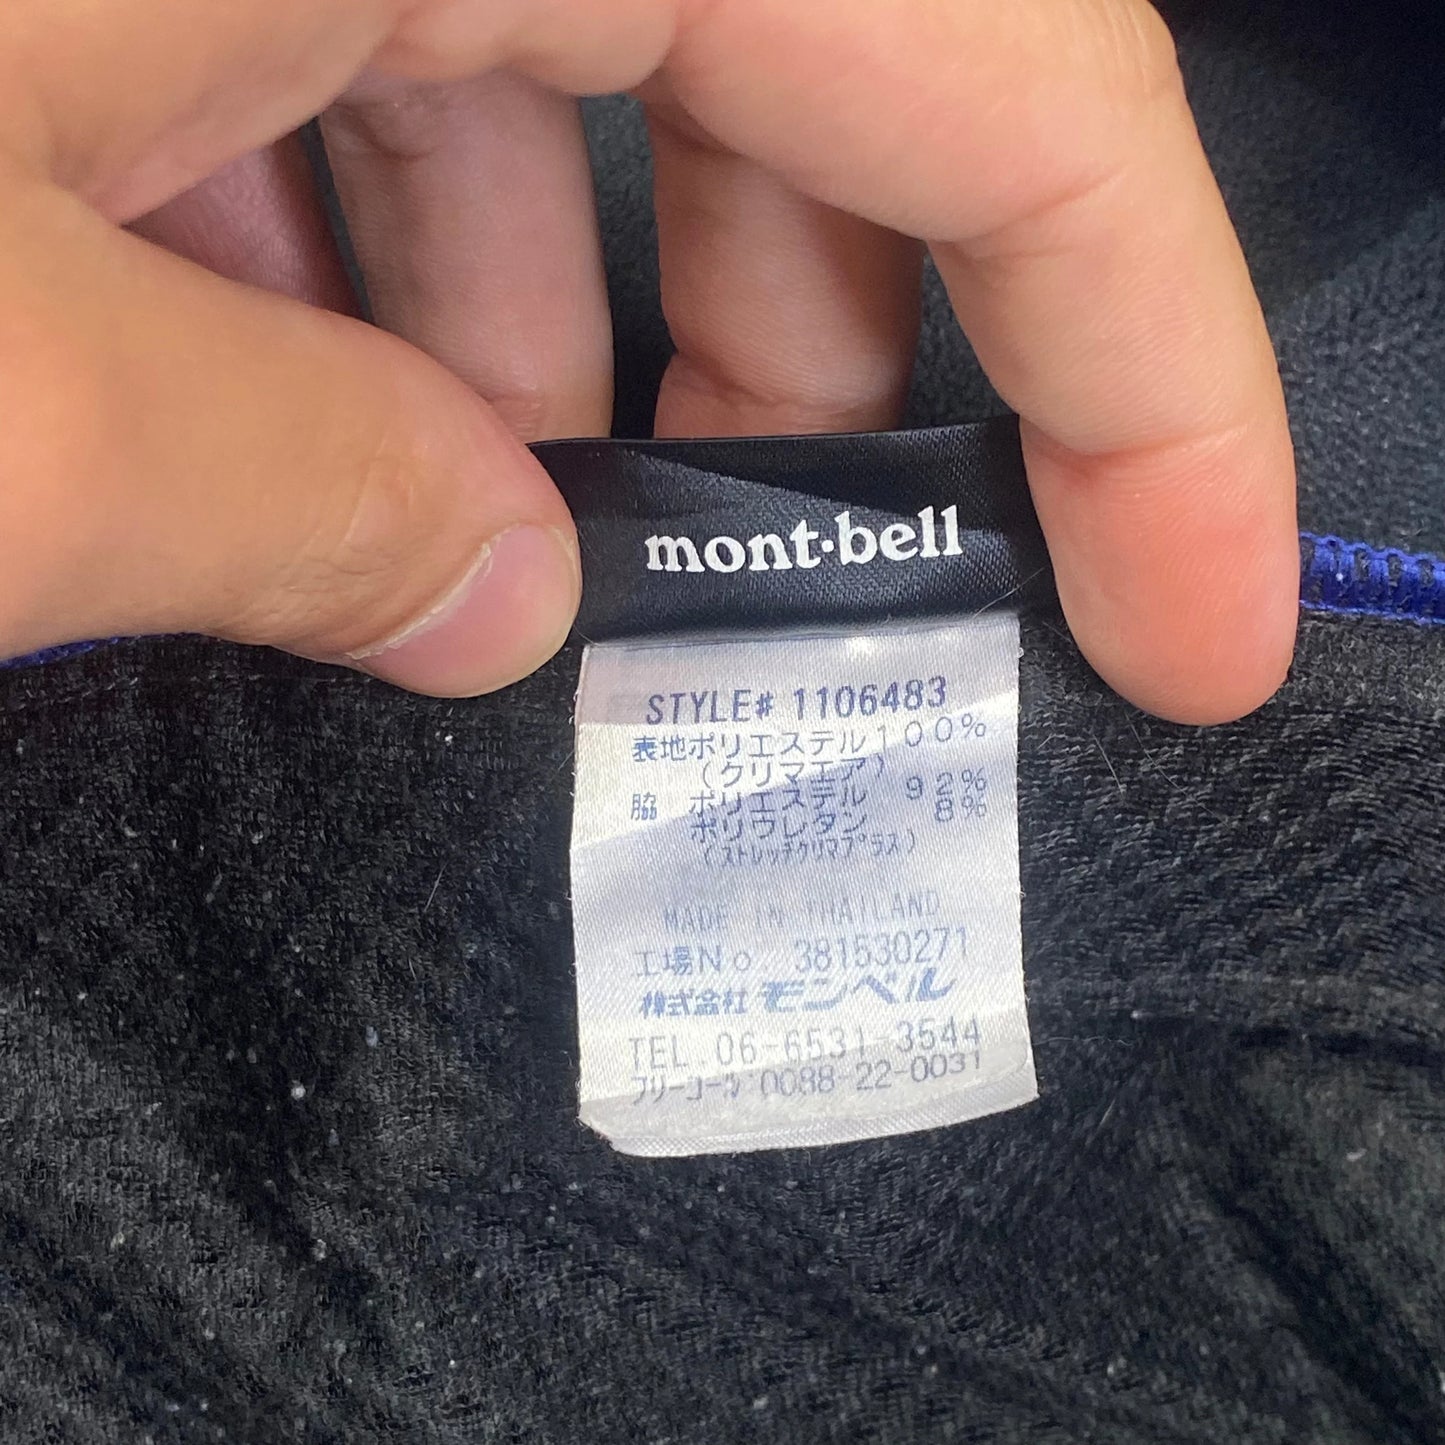 mont-bell
STYLE# 1106483
表地ポリエステル100%
(クリマエア)
脇 ポリエステル 92%
ポリウレタン 8%
(ストレッチクリマプラス)
MADE IN THAILAND
工場No. 381530271
株式会社 モンベル
TEL.06-6531-3544
フリーコール:0088-22-0031